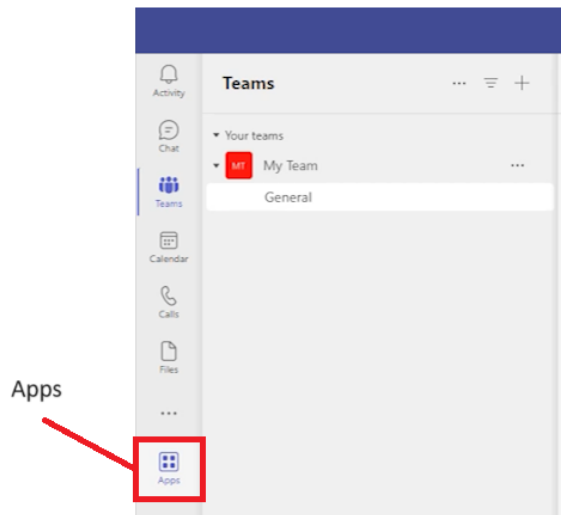 Activity
Chat
Teams
Calendar
Calls
Files
Apps
Teams
Your teams
MT My Team
General
Apps